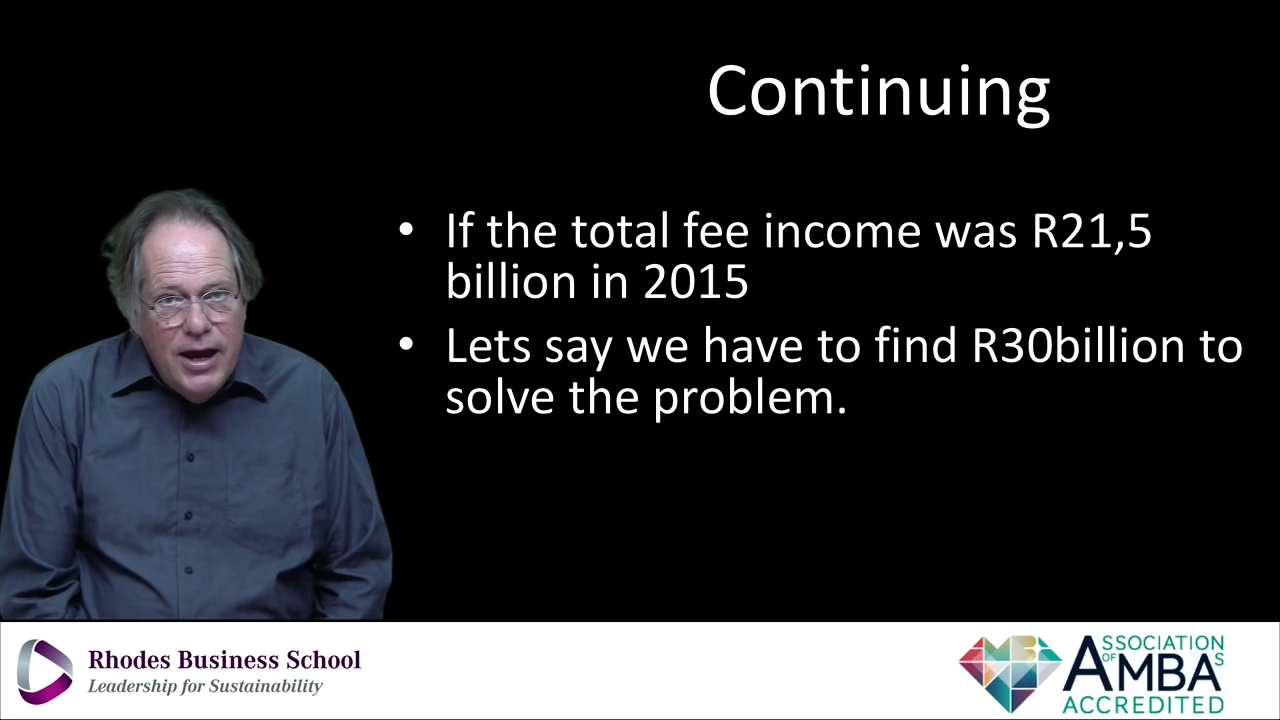 Continuing
• If the total fee income was R21,5
billion in 2015
• Lets say we have to find R30billion to
solve the problem.
Rhodes Business School
Leadership for Sustainability
ASSOCIATION
OF MBAS
AMBA
ACCREDITED